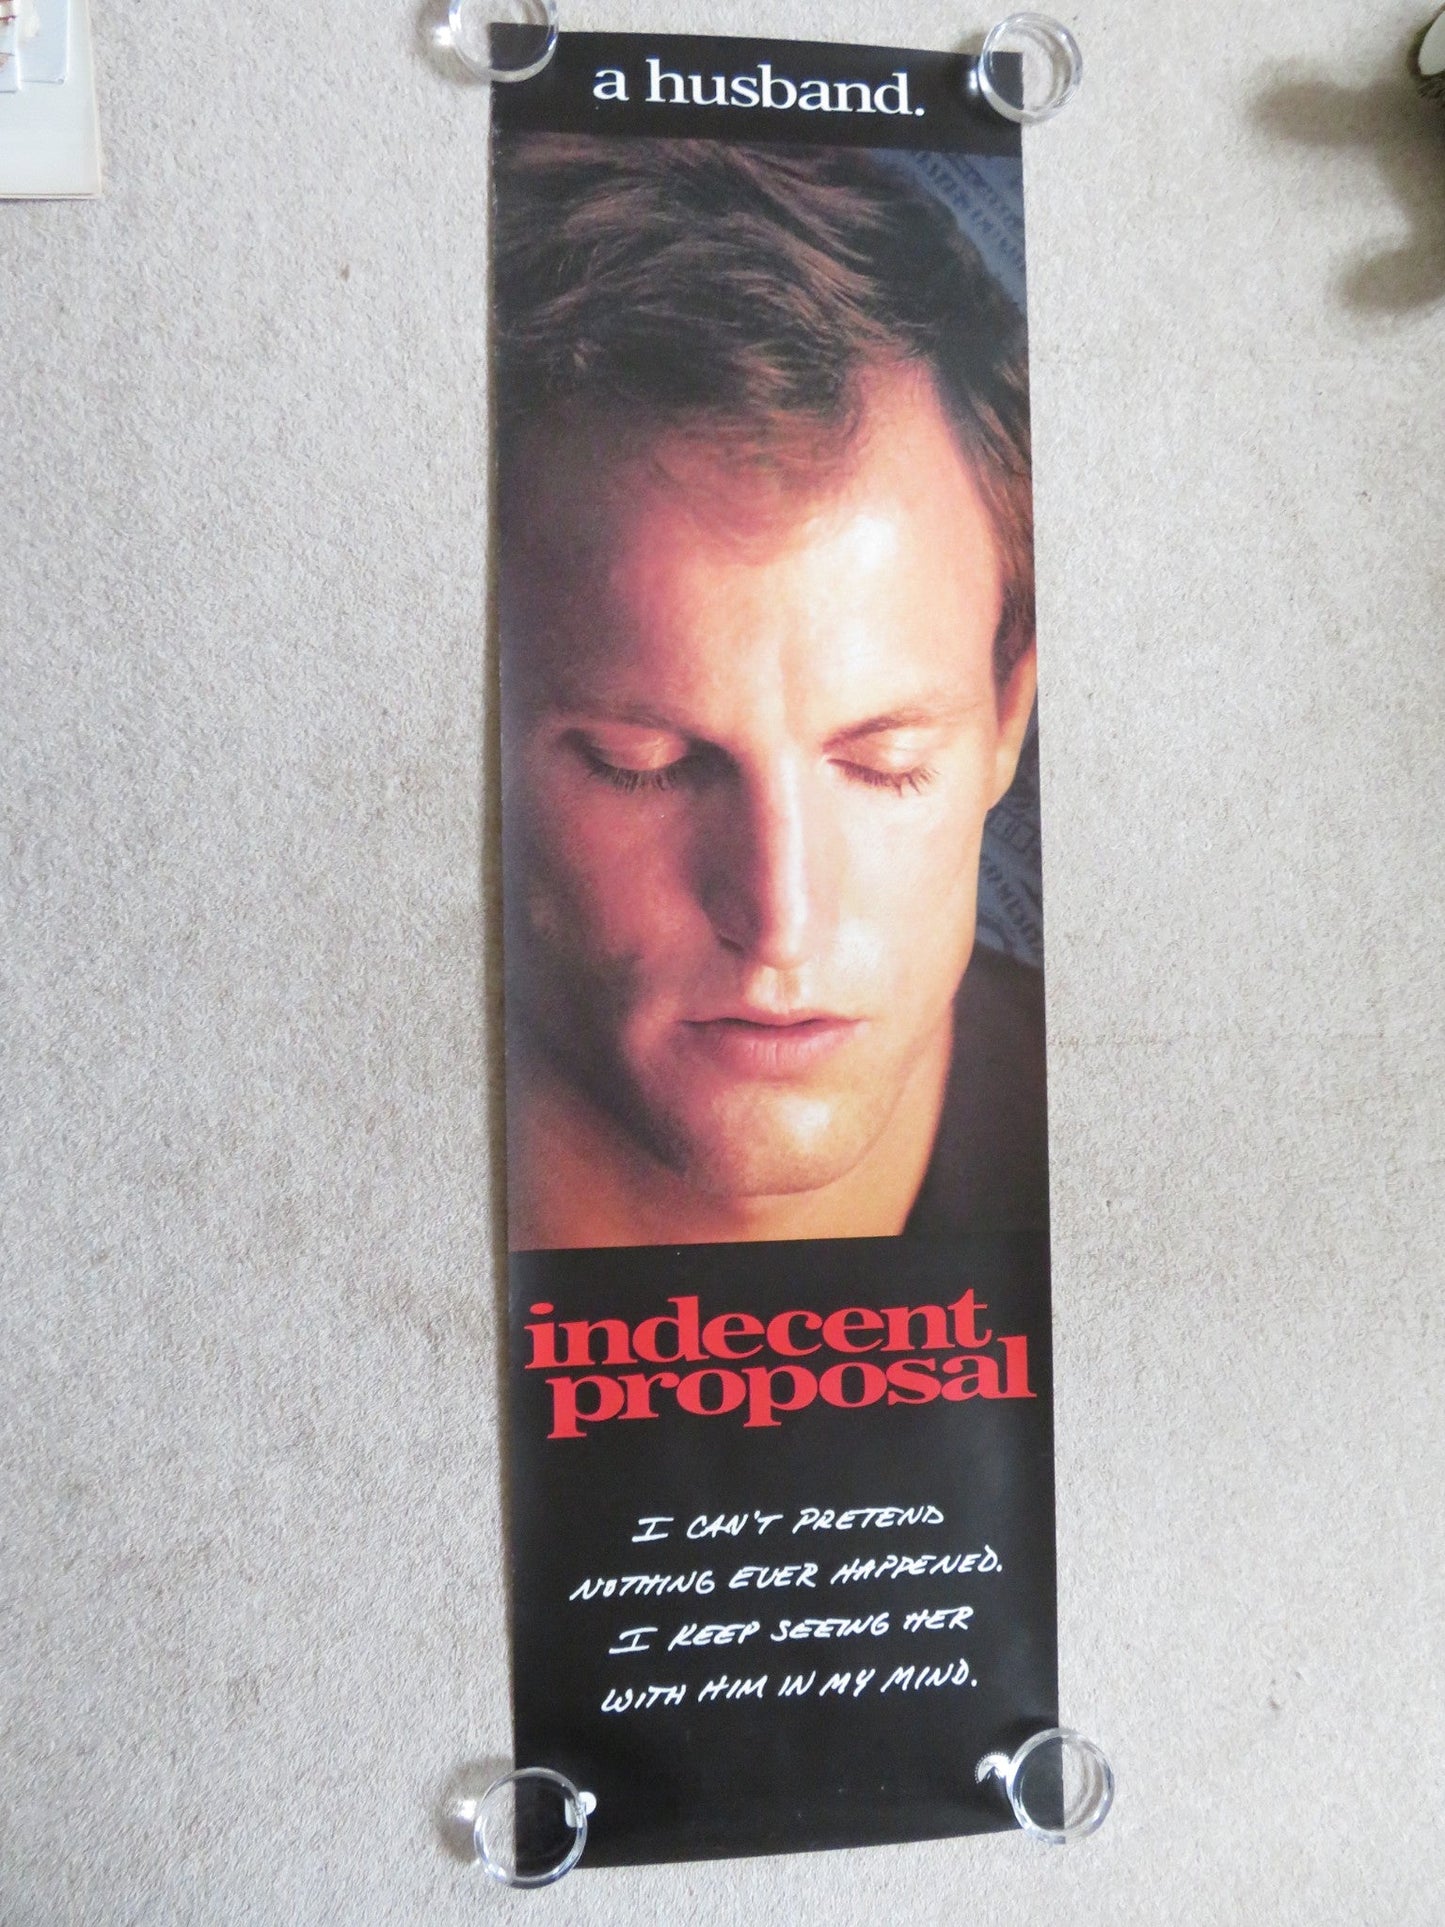 a husband.
indecent
proposal
I CAN'T PRETEND
NOTHING EVER HAPPENED.
I KEEP SEEING HER
WITH HIM IN MY MIND.